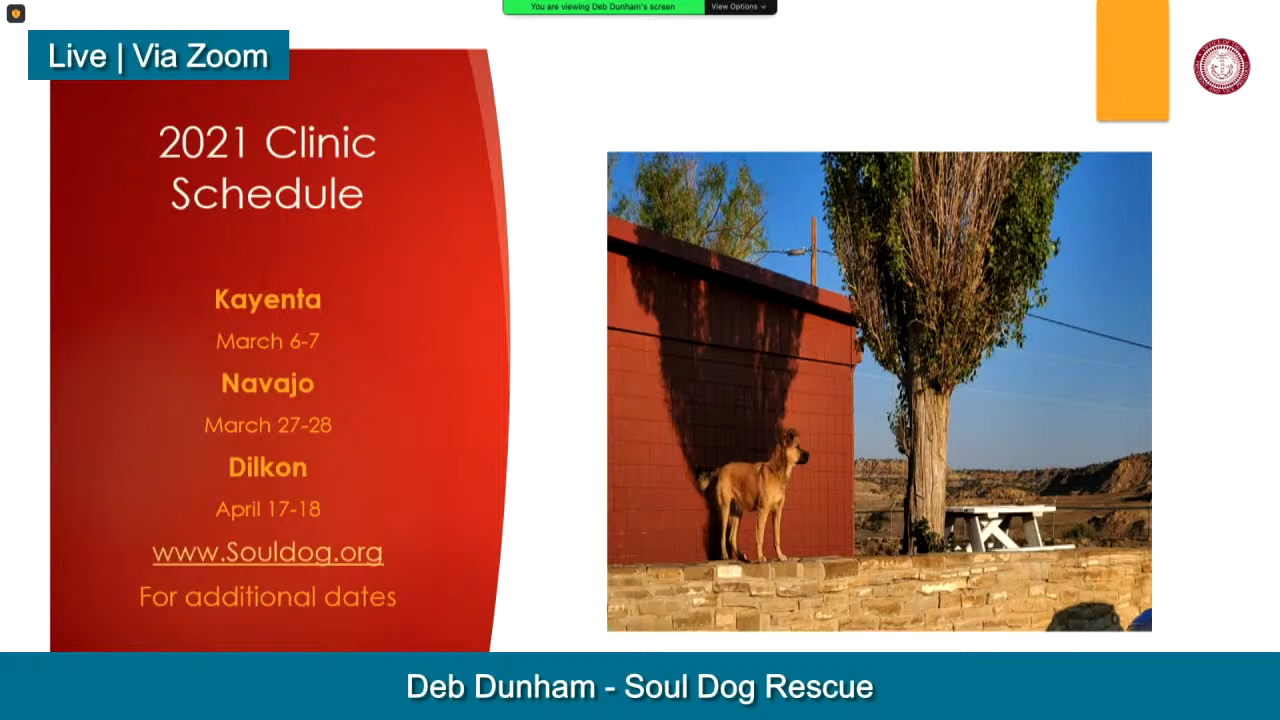 You are viewing Deb Dunham's screen
View Options
Live | Via Zoom
2021 Clinic
Schedule
Kayenta
March 6-7
Navajo
March 27-28
Dilkon
April 17-18
www.Souldog.org
For additional dates
Deb Dunham - Soul Dog Rescue